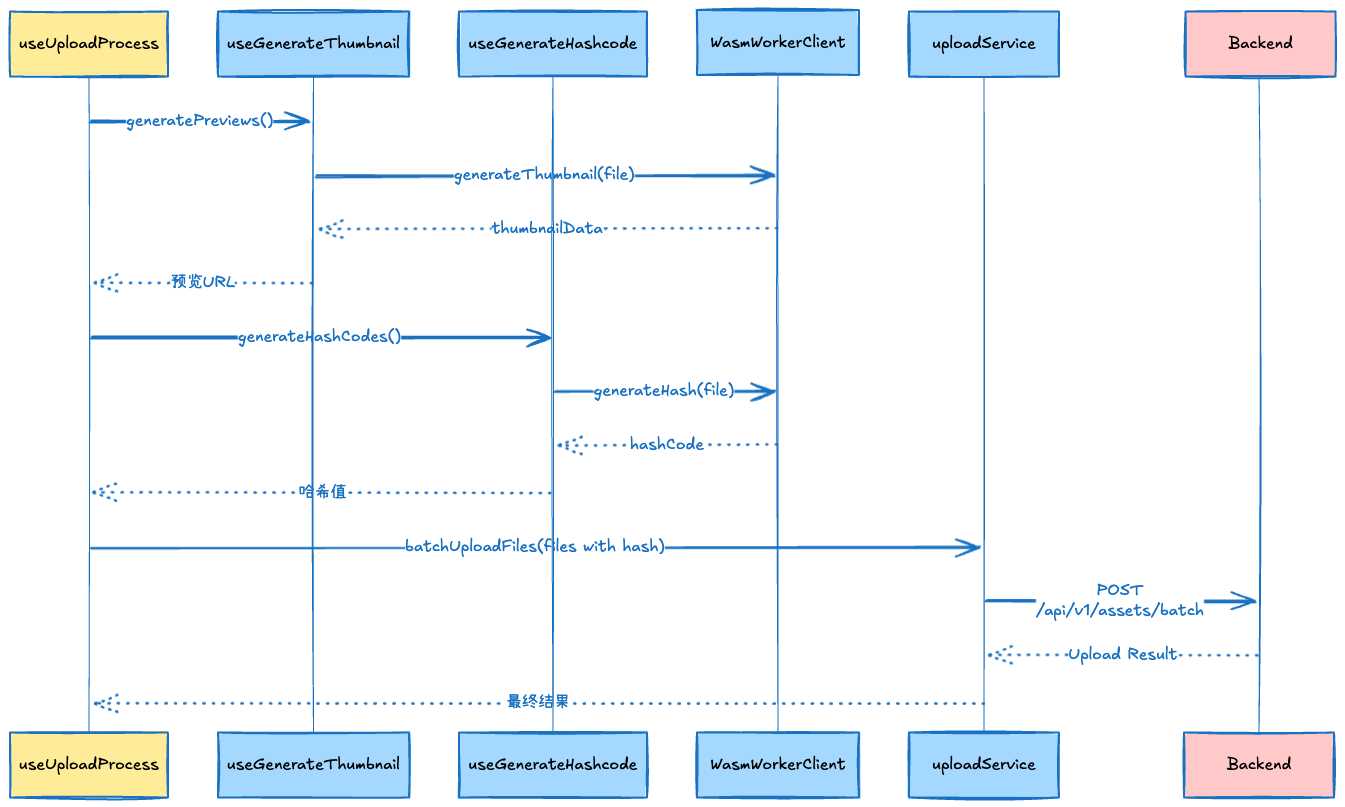 useUploadProcess
useGenerateThumbnail
useGenerateHashcode
WasmWorkerClient
uploadService
Backend
generatePreviews()
generateThumbnail(file)
thumbnailData
预览URL
generateHashCodes()
generateHash(file)
hashCode
哈希值
batchUploadFiles(files with hash)
POST
/api/v1/assets/batch
Upload Result
最终结果
useUploadProcess
useGenerateThumbnail
useGenerateHashcode
WasmWorkerClient
uploadService
Backend